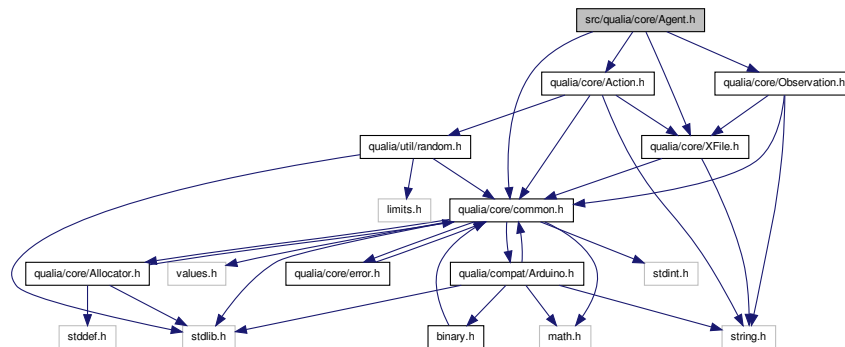 src/qualia/core/Agent.h
qualia/core/Action.h
qualia/core/Observation.h
qualia/util/random.h
qualia/core/XFile.h
limits.h
qualia/core/common.h
qualia/core/Allocator.h
values.h
qualia/core/error.h
qualia/compat/Arduino.h
stdint.h
stddef.h
stdlib.h
binary.h
math.h
string.h